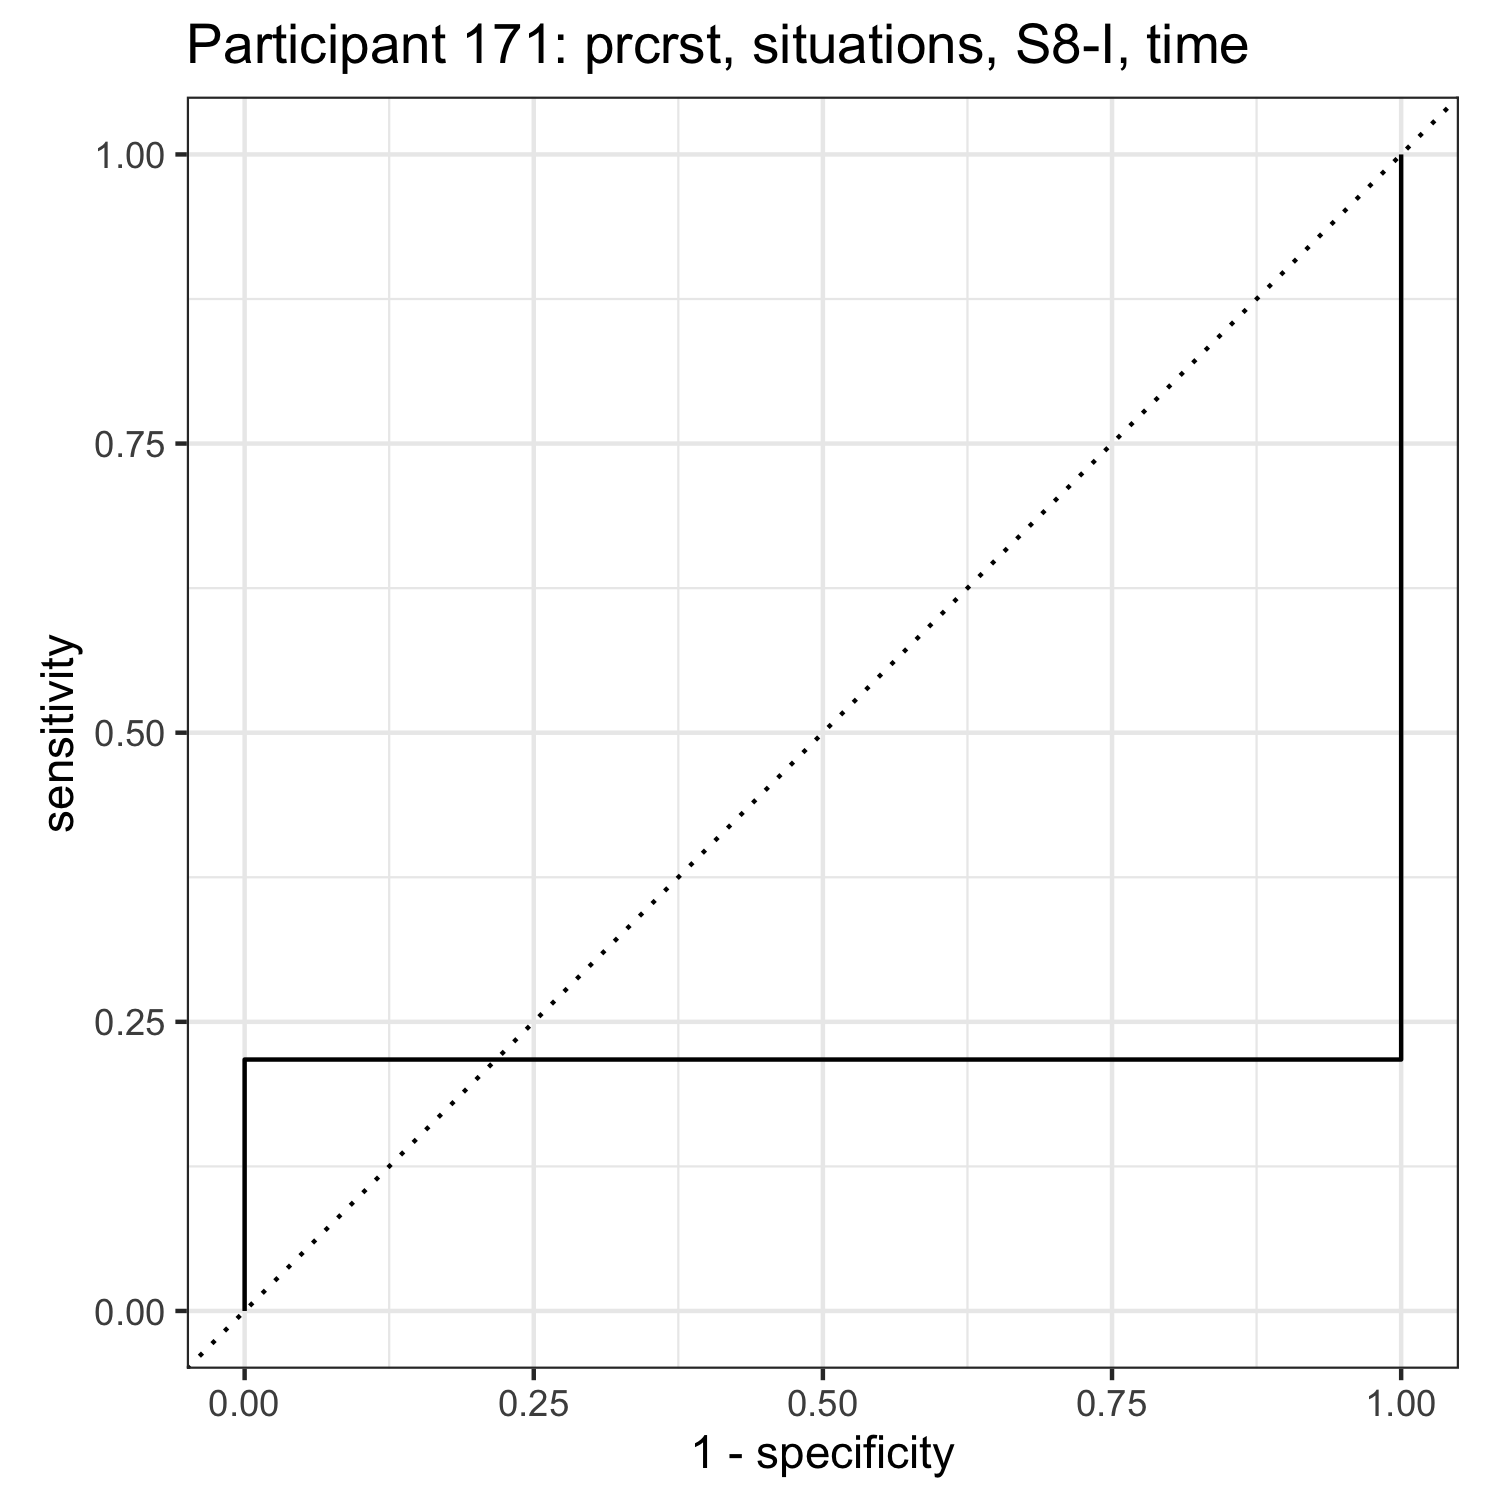 Participant 171: prcrst, situations, S8-I, time
1.00
0.75
0.50
0.25
0.00
sensitivity
0.00 0.25 0.50 0.75 1.00
1 - specificity